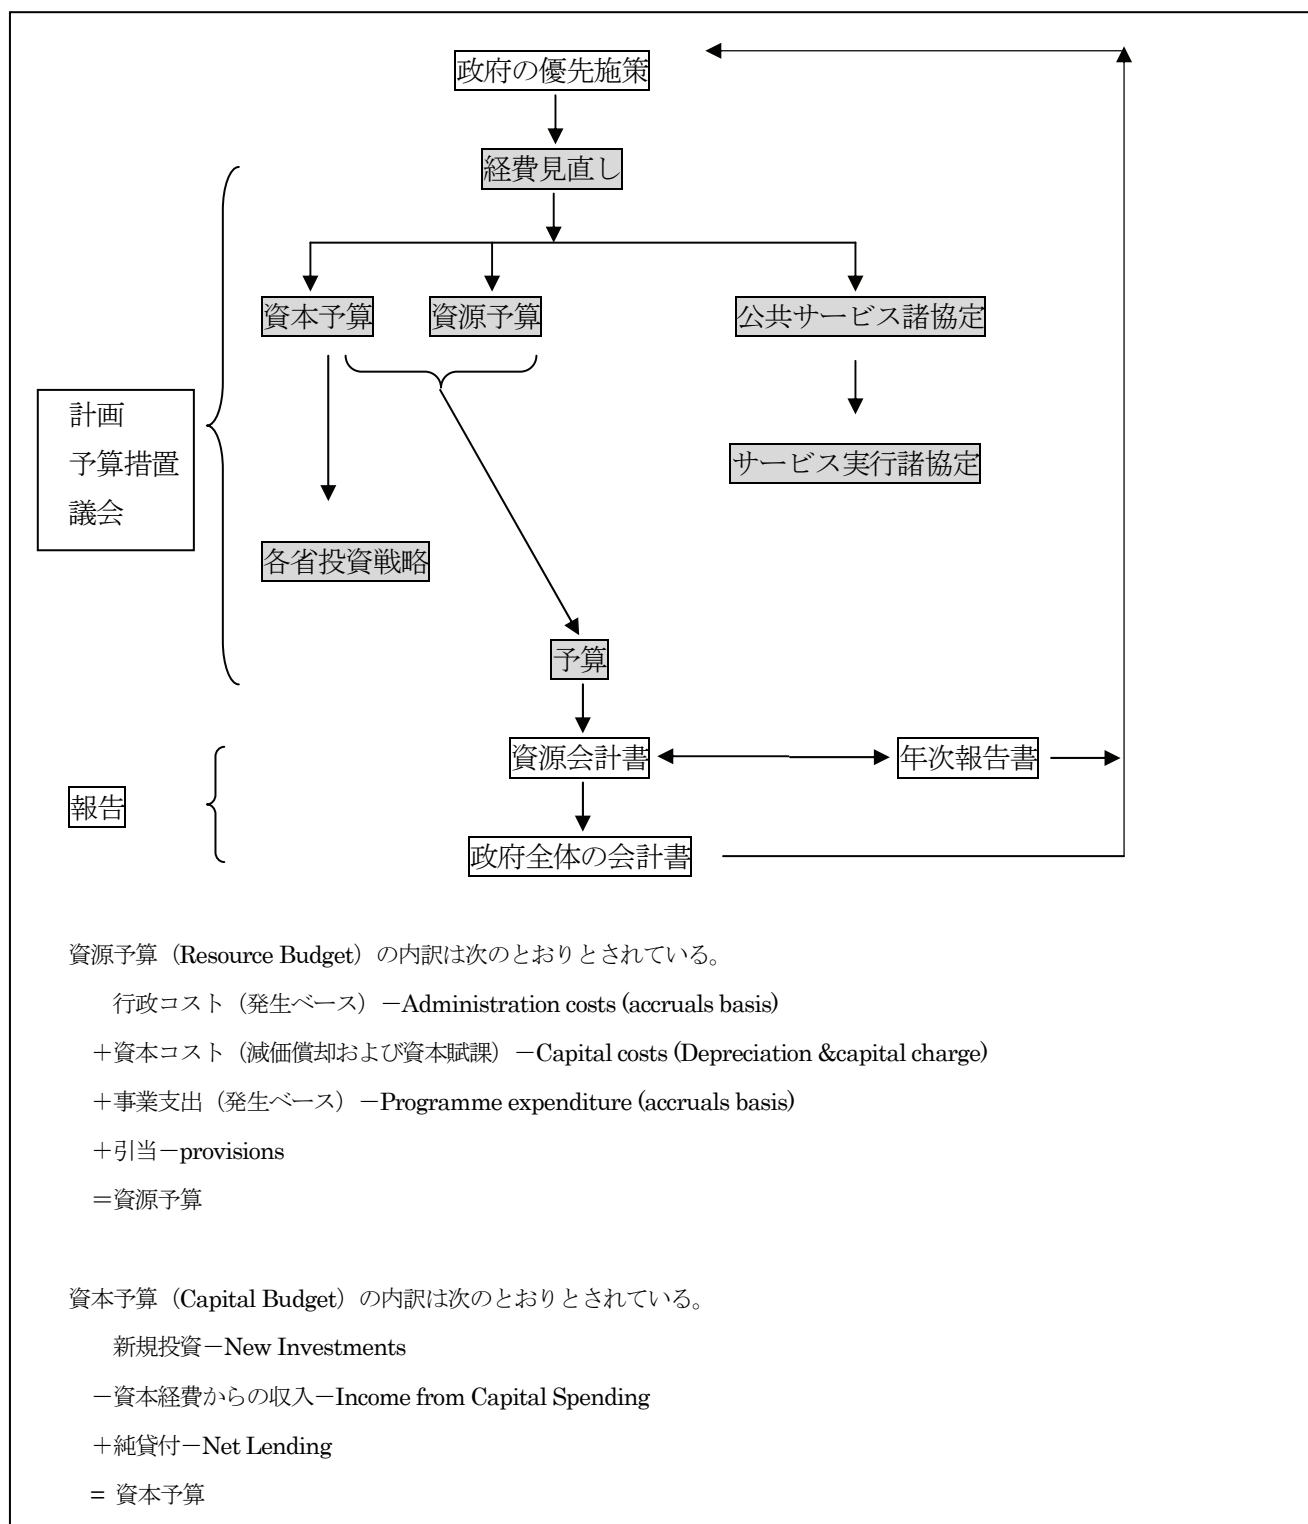 政府の優先施策
経費見直し
資本予算
資源予算
公共サービス諸協定
計画
予算措置
議会
サービス実行諸協定
各省投資戦略
予算
資源会計書
年次報告書
報告
政府全体の会計書
資源予算（Resource Budget）の内訳は次のとおりとされている。
行政コスト（発生ベース）－Administration costs (accruals basis)
＋資本コスト（減価償却および資本賦課）－Capital costs (Depreciation &capital charge)
＋事業支出（発生ベース）－Programme expenditure (accruals basis)
＋引当－provisions
＝資源予算
資本予算（Capital Budget）の内訳は次のとおりとされている。
新規投資－New Investments
－資本経費からの収入－Income from Capital Spending
＋純貸付－Net Lending
= 資本予算